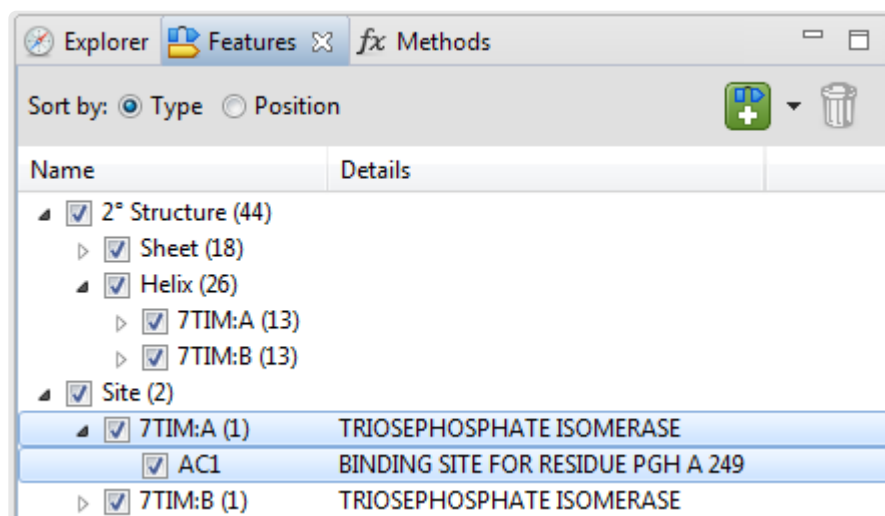 Explorer Features fx Methods
Sort by: Type Position
Name Details
2° Structure (44)
Sheet (18)
Helix (26)
7TIM:A (13)
7TIM:B (13)
Site (2)
7TIM:A (1) TRIOSEPHOSPHATE ISOMERASE
AC1 BINDING SITE FOR RESIDUE PGH A 249
7TIM:B (1) TRIOSEPHOSPHATE ISOMERASE